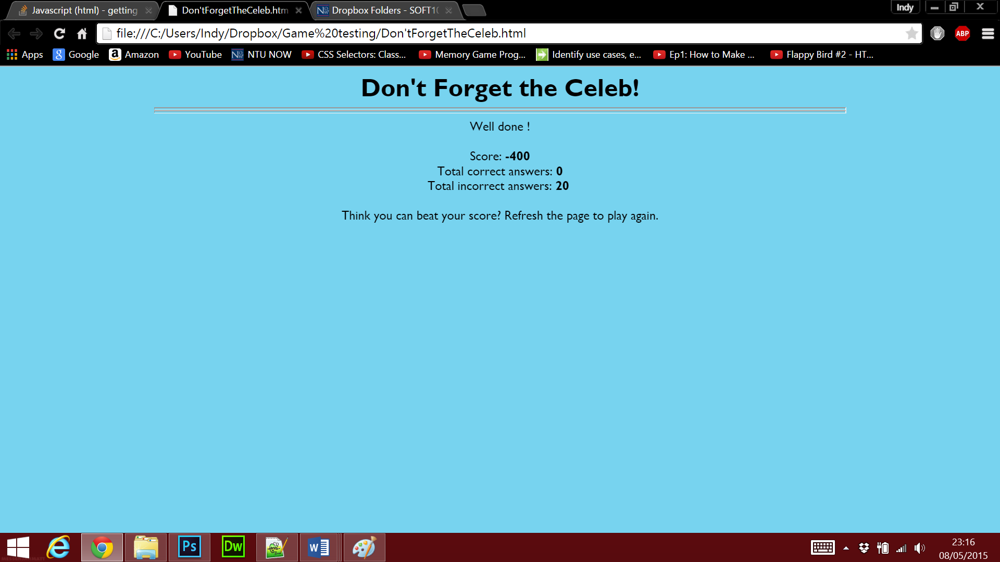 Javascript (html) - getting
Don'tForgetTheCeleb.htm
Dropbox Folders - SOFT10
Indy
file:///C:/Users/Indy/Dropbox/Game%20testing/Don'tForgetTheCeleb.html
ABP
Apps
Google
Amazon
YouTube
NTU NOW
CSS Selectors: Class...
Memory Game Prog...
Identify use cases, e...
Ep1: How to Make ...
Flappy Bird #2 - HT...
Don't Forget the Celeb!
Well done !
Score: -400
Total correct answers: 0
Total incorrect answers: 20
Think you can beat your score? Refresh the page to play again.
Ps
Dw
23:16
08/05/2015